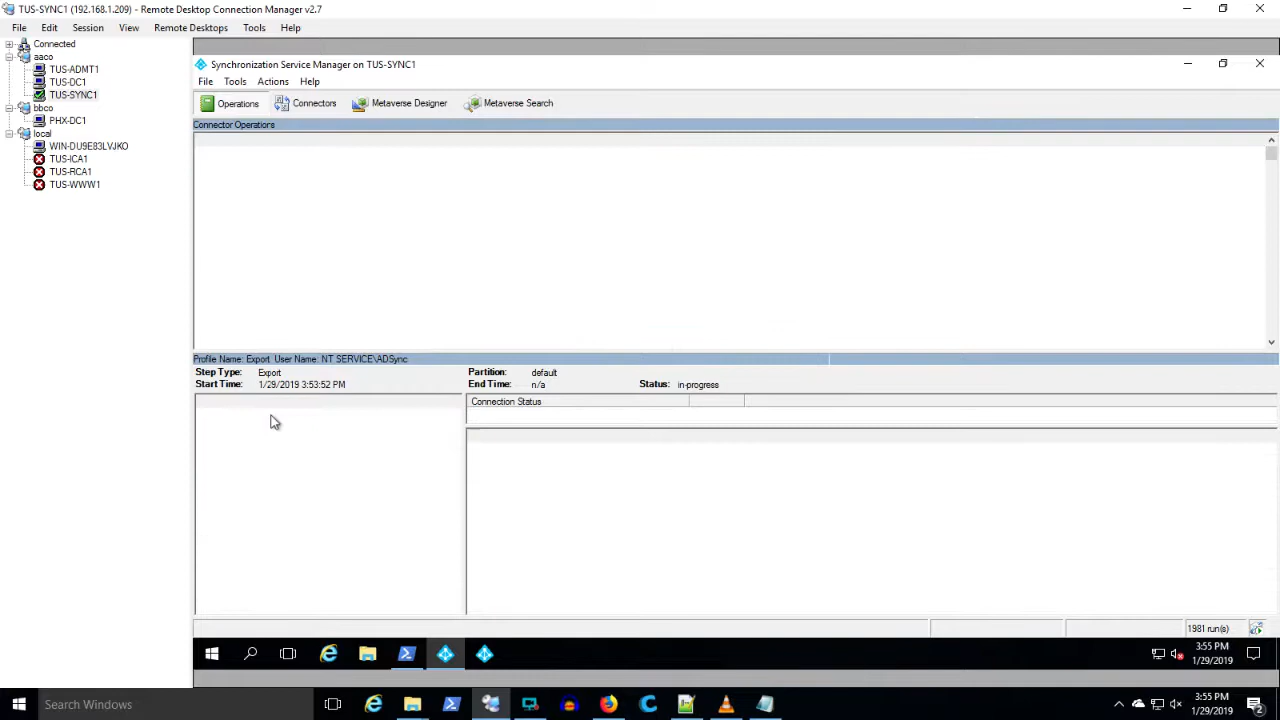 TUS-SYNC1 (192.168.1.209) - Remote Desktop Connection Manager v2.7
File Edit Session View Remote Desktops Tools Help
Connected
aaco
TUS-ADMT1
TUS-DC1
TUS-SYNC1
bbco
PHX-DC1
local
WIN-DU9E83LVJKO
TUS-ICA1
TUS-RCA1
TUS-WWW1
Synchronization Service Manager on TUS-SYNC1
File Tools Actions Help
Operations Connectors Metaverse Designer Metaverse Search
Connector Operations
Profile Name: Export User Name: NT SERVICE\ADSync
Step Type: Export Partition: default
Start Time: 1/29/2019 3:53:52 PM End Time: n/a Status: in-progress
Connection Status
1981 run(s)
3:55 PM
1/29/2019
Search Windows
3:55 PM
1/29/2019
2